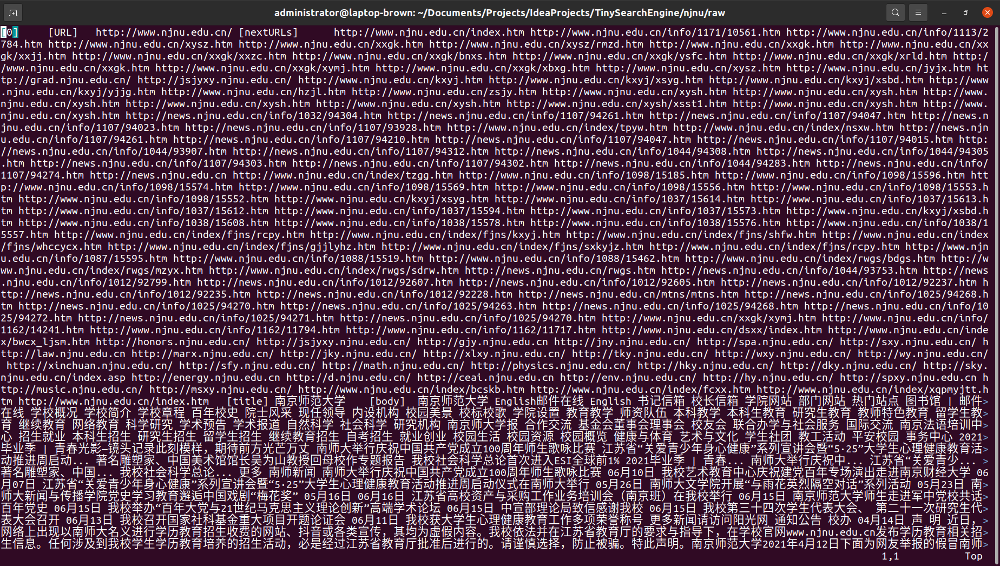 administrator@laptop-brown: ~/Documents/Projects/IdeaProjects/TinySearchEngine/njnu/raw
[0]     [URL]   http://www.njnu.edu.cn/ [nextURLs]      http://www.njnu.edu.cn/index.htm http://www.njnu.edu.cn/info/1171/10561.htm http://www.njnu.edu.cn/info/1113/2
784.htm http://www.njnu.edu.cn/xysz.htm http://www.njnu.edu.cn/xxgk.htm http://www.njnu.edu.cn/xysz/rmzd.htm http://www.njnu.edu.cn/xxgk.htm http://www.njnu.edu.cn/xx
gk/xxjj.htm http://www.njnu.edu.cn/xxgk/xxzc.htm http://www.njnu.edu.cn/xxgk/bnxs.htm http://www.njnu.edu.cn/xxgk/ysfc.htm http://www.njnu.edu.cn/xxgk/xrld.htm http:/
/www.njnu.edu.cn/xxgk.htm http://www.njnu.edu.cn/xxgk/xymj.htm http://www.njnu.edu.cn/xxgk/xbxg.htm http://www.njnu.edu.cn/xysz.htm http://www.njnu.edu.cn/jyjx.htm ht
tp://grad.njnu.edu.cn/ http://jsjyxy.njnu.edu.cn/ http://www.njnu.edu.cn/kxyj.htm http://www.njnu.edu.cn/kxyj/xsyg.htm http://www.njnu.edu.cn/kxyj/xsbd.htm http://www
.njnu.edu.cn/kxyj/yjjg.htm http://www.njnu.edu.cn/hzjl.htm http://www.njnu.edu.cn/zsjy.htm http://www.njnu.edu.cn/xysh.htm http://www.njnu.edu.cn/xysh.htm http://www.
njnu.edu.cn/xysh.htm http://www.njnu.edu.cn/xysh.htm http://www.njnu.edu.cn/xysh.htm http://www.njnu.edu.cn/xysh/xsst1.htm http://www.njnu.edu.cn/xysh.htm http://www.
njnu.edu.cn/xysh.htm http://news.njnu.edu.cn/info/1032/94304.htm http://news.njnu.edu.cn/info/1107/94261.htm http://news.njnu.edu.cn/info/1107/94047.htm http://news.n
jnu.edu.cn/info/1107/94023.htm http://news.njnu.edu.cn/info/1107/93928.htm http://www.njnu.edu.cn/index/tpyw.htm http://www.njnu.edu.cn/index/nsxw.htm http://news.njn
u.edu.cn/info/1107/94261.htm http://news.njnu.edu.cn/info/1107/94210.htm http://news.njnu.edu.cn/info/1107/94047.htm http://news.njnu.edu.cn/info/1107/94015.htm http:
//news.njnu.edu.cn/info/1044/93907.htm http://news.njnu.edu.cn/info/1107/94312.htm http://news.njnu.edu.cn/info/1044/94308.htm http://news.njnu.edu.cn/info/1044/94305
.htm http://news.njnu.edu.cn/info/1107/94303.htm http://news.njnu.edu.cn/info/1107/94302.htm http://news.njnu.edu.cn/info/1044/94283.htm http://news.njnu.edu.cn/info/
1107/94274.htm http://news.njnu.edu.cn http://www.njnu.edu.cn/index/tzgg.htm http://www.njnu.edu.cn/info/1098/15185.htm http://www.njnu.edu.cn/info/1098/15596.htm htt
p://www.njnu.edu.cn/info/1098/15574.htm http://www.njnu.edu.cn/info/1098/15569.htm http://www.njnu.edu.cn/info/1098/15556.htm http://www.njnu.edu.cn/info/1098/15553.h
tm http://www.njnu.edu.cn/info/1098/15552.htm http://www.njnu.edu.cn/kxyj/xsyg.htm http://www.njnu.edu.cn/info/1037/15614.htm http://www.njnu.edu.cn/info/1037/15613.h
tm http://www.njnu.edu.cn/info/1037/15612.htm http://www.njnu.edu.cn/info/1037/15594.htm http://www.njnu.edu.cn/info/1037/15573.htm http://www.njnu.edu.cn/kxyj/xsbd.h
tm http://www.njnu.edu.cn/info/1038/15608.htm http://www.njnu.edu.cn/info/1038/15578.htm http://www.njnu.edu.cn/info/1038/15576.htm http://www.njnu.edu.cn/info/1038/1
5557.htm http://www.njnu.edu.cn/index/fjns/rcpy.htm http://www.njnu.edu.cn/index/fjns/kxyj.htm http://www.njnu.edu.cn/index/fjns/shfw.htm http://www.njnu.edu.cn/index
/fjns/whccycx.htm http://www.njnu.edu.cn/index/fjns/gjjlyhz.htm http://www.njnu.edu.cn/index/fjns/sxkyjz.htm http://www.njnu.edu.cn/index/fjns/rcpy.htm http://www.njn
u.edu.cn/info/1087/15595.htm http://www.njnu.edu.cn/info/1088/15519.htm http://www.njnu.edu.cn/info/1088/15462.htm http://www.njnu.edu.cn/index/rwgs/bdgs.htm http://w
ww.njnu.edu.cn/index/rwgs/mzyx.htm http://www.njnu.edu.cn/index/rwgs/sdrw.htm http://news.njnu.edu.cn/rwgs.htm http://news.njnu.edu.cn/info/1044/93753.htm http://news
.njnu.edu.cn/info/1012/92799.htm http://news.njnu.edu.cn/info/1012/92607.htm http://news.njnu.edu.cn/info/1012/92605.htm http://news.njnu.edu.cn/info/1012/92237.htm h
ttp://news.njnu.edu.cn/info/1012/92235.htm http://news.njnu.edu.cn/info/1012/92228.htm http://news.njnu.edu.cn/mtns/mtns.htm http://news.njnu.edu.cn/info/1025/94268.h
tm http://news.njnu.edu.cn/info/1025/94270.htm http://news.njnu.edu.cn/info/1025/94263.htm http://news.njnu.edu.cn/info/1025/94268.htm http://news.njnu.edu.cn/info/10
25/94272.htm http://news.njnu.edu.cn/info/1025/94271.htm http://news.njnu.edu.cn/info/1025/94270.htm http://www.njnu.edu.cn/xxgk/xymj.htm http://www.njnu.edu.cn/info/
1162/14241.htm http://www.njnu.edu.cn/info/1162/11794.htm http://www.njnu.edu.cn/info/1162/11717.htm http://www.njnu.edu.cn/dsxx/index.htm http://www.njnu.edu.cn/inde
x/bwcx_ljsm.htm http://honors.njnu.edu.cn/ http://jsjyxy.njnu.edu.cn/ http://gjy.njnu.edu.cn http://jny.njnu.edu.cn/ http://spa.njnu.edu.cn/ http://sxy.njnu.edu.cn/ h
ttp://law.njnu.edu.cn http://marx.njnu.edu.cn/ http://jky.njnu.edu.cn/ http://xlxy.njnu.edu.cn/ http://tky.njnu.edu.cn/ http://wxy.njnu.edu.cn/ http://wy.njnu.edu.cn/
http://xinchuan.njnu.edu.cn/ http://sfy.njnu.edu.cn/ http://math.njnu.edu.cn/ http://physics.njnu.edu.cn/ http://hky.njnu.edu.cn/ http://dky.njnu.edu.cn/ http://sky.
njnu.edu.cn/index.asp http://energy.njnu.edu.cn http://d.njnu.edu.cn/ http://ceai.njnu.edu.cn http://env.njnu.edu.cn/ http://hy.njnu.edu.cn/ http://spxy.njnu.edu.cn h
ttp://music.njnu.edu.cn/ http://msxy.njnu.edu.cn/ http://www.njnu.edu.cn/index/bcskb.htm http://www.njnu.edu.cn/index/fcxx.htm http://www.njnu.edu.cn/index/xqpmyjtt.h
tm http://www.njnu.edu.cn/index.htm   [title] 南京师范大学    [body]  南京师范大学 English邮件在线 English 书记信箱 校长信箱 学院网站 部门网站 热门站点 图书馆 | 邮件>
在线 学校概况 学校简介 学校章程 百年校史 院士风采 现任领导 内设机构 校园美景 校标校歌 学院设置 教育教学 师资队伍 本科教学 本科生教育 研究生教育 教师特色教育 留学生教>
育 继续教育 网络教育 科学研究 学术预告 学术报道 自然科学 社会科学 研究机构 南京师大学报 合作交流 基金会董事会理事会 校友会 联合办学与社会服务 国际交流 南京法语培训中>
心 招生就业 本科生招生 研究生招生 留学生招生 继续教育招生 自考招生 就业创业 校园生活 校园资源 校园概览 健康与体育 艺术与文化 学生社团 教工活动 平安校园 事务中心 2021>
毕业季 | 青春光影—镜头记录此刻模样，期待前方光芒万丈 南师大举行庆祝中国共产党成立100周年师生歌咏比赛 江苏省“关爱青少年身心健康”系列宣讲会暨“5·25”大学生心理健康教育活>
动推进周启动... 著名雕塑家、中国美术馆馆长吴为山教授回母校作专题报告 我校社会科学总论首次进入ESI全球前1% 2021毕业季 | 青春... 南师大举行庆祝中... 江苏省“关爱青少... >
著名雕塑家、中国... 我校社会科学总论... 更多 南师新闻 南师大举行庆祝中国共产党成立100周年师生歌咏比赛 06月10日 我校艺术教育中心庆祝建党百年专场演出走进南京财经大学 06>
月07日 江苏省“关爱青少年身心健康”系列宣讲会暨“5·25”大学生心理健康教育活动推进周启动仪式在南师大举行 05月26日 南师大文学院开展“与雨花英烈隔空对话”系列活动 05月23日 南>
师大新闻与传播学院党史学习教育邂逅中国戏剧“梅花奖” 05月16日 06月16日 江苏省高校资产与采购工作业务培训会（南京班）在我校举行 06月15日 南京师范大学师生走进军中党校共话>
百年党史 06月15日 我校举办“百年大党与21世纪马克思主义理论创新”高端学术论坛 06月15日 中宣部理论局致信感谢我校 06月15日 我校第三十四次学生代表大会、 第二十一次研究生代>
表大会召开 06月13日 我校召开国家社科基金重大项目开题论证会 06月11日 我校获大学生心理健康教育工作多项荣誉称号 更多新闻请访问阳光网 通知公告 校办 04月14日 声 明 近日，>
网络上出现以南师大名义进行学历教育招生收费的网站、抖音或各类宣传，其均为虚假内容。我校依法并在江苏省教育厅的要求与指导下，在学校官网www.njnu.edu.cn发布学历教育相关招>
生信息。任何涉及到我校学生学历教育培养的招生活动，必是经过江苏省教育厅批准后进行的。请谨慎选择，防止被骗。特此声明。南京师范大学2021年4月12日下面为网友举报的假冒南师>
1,1           Top